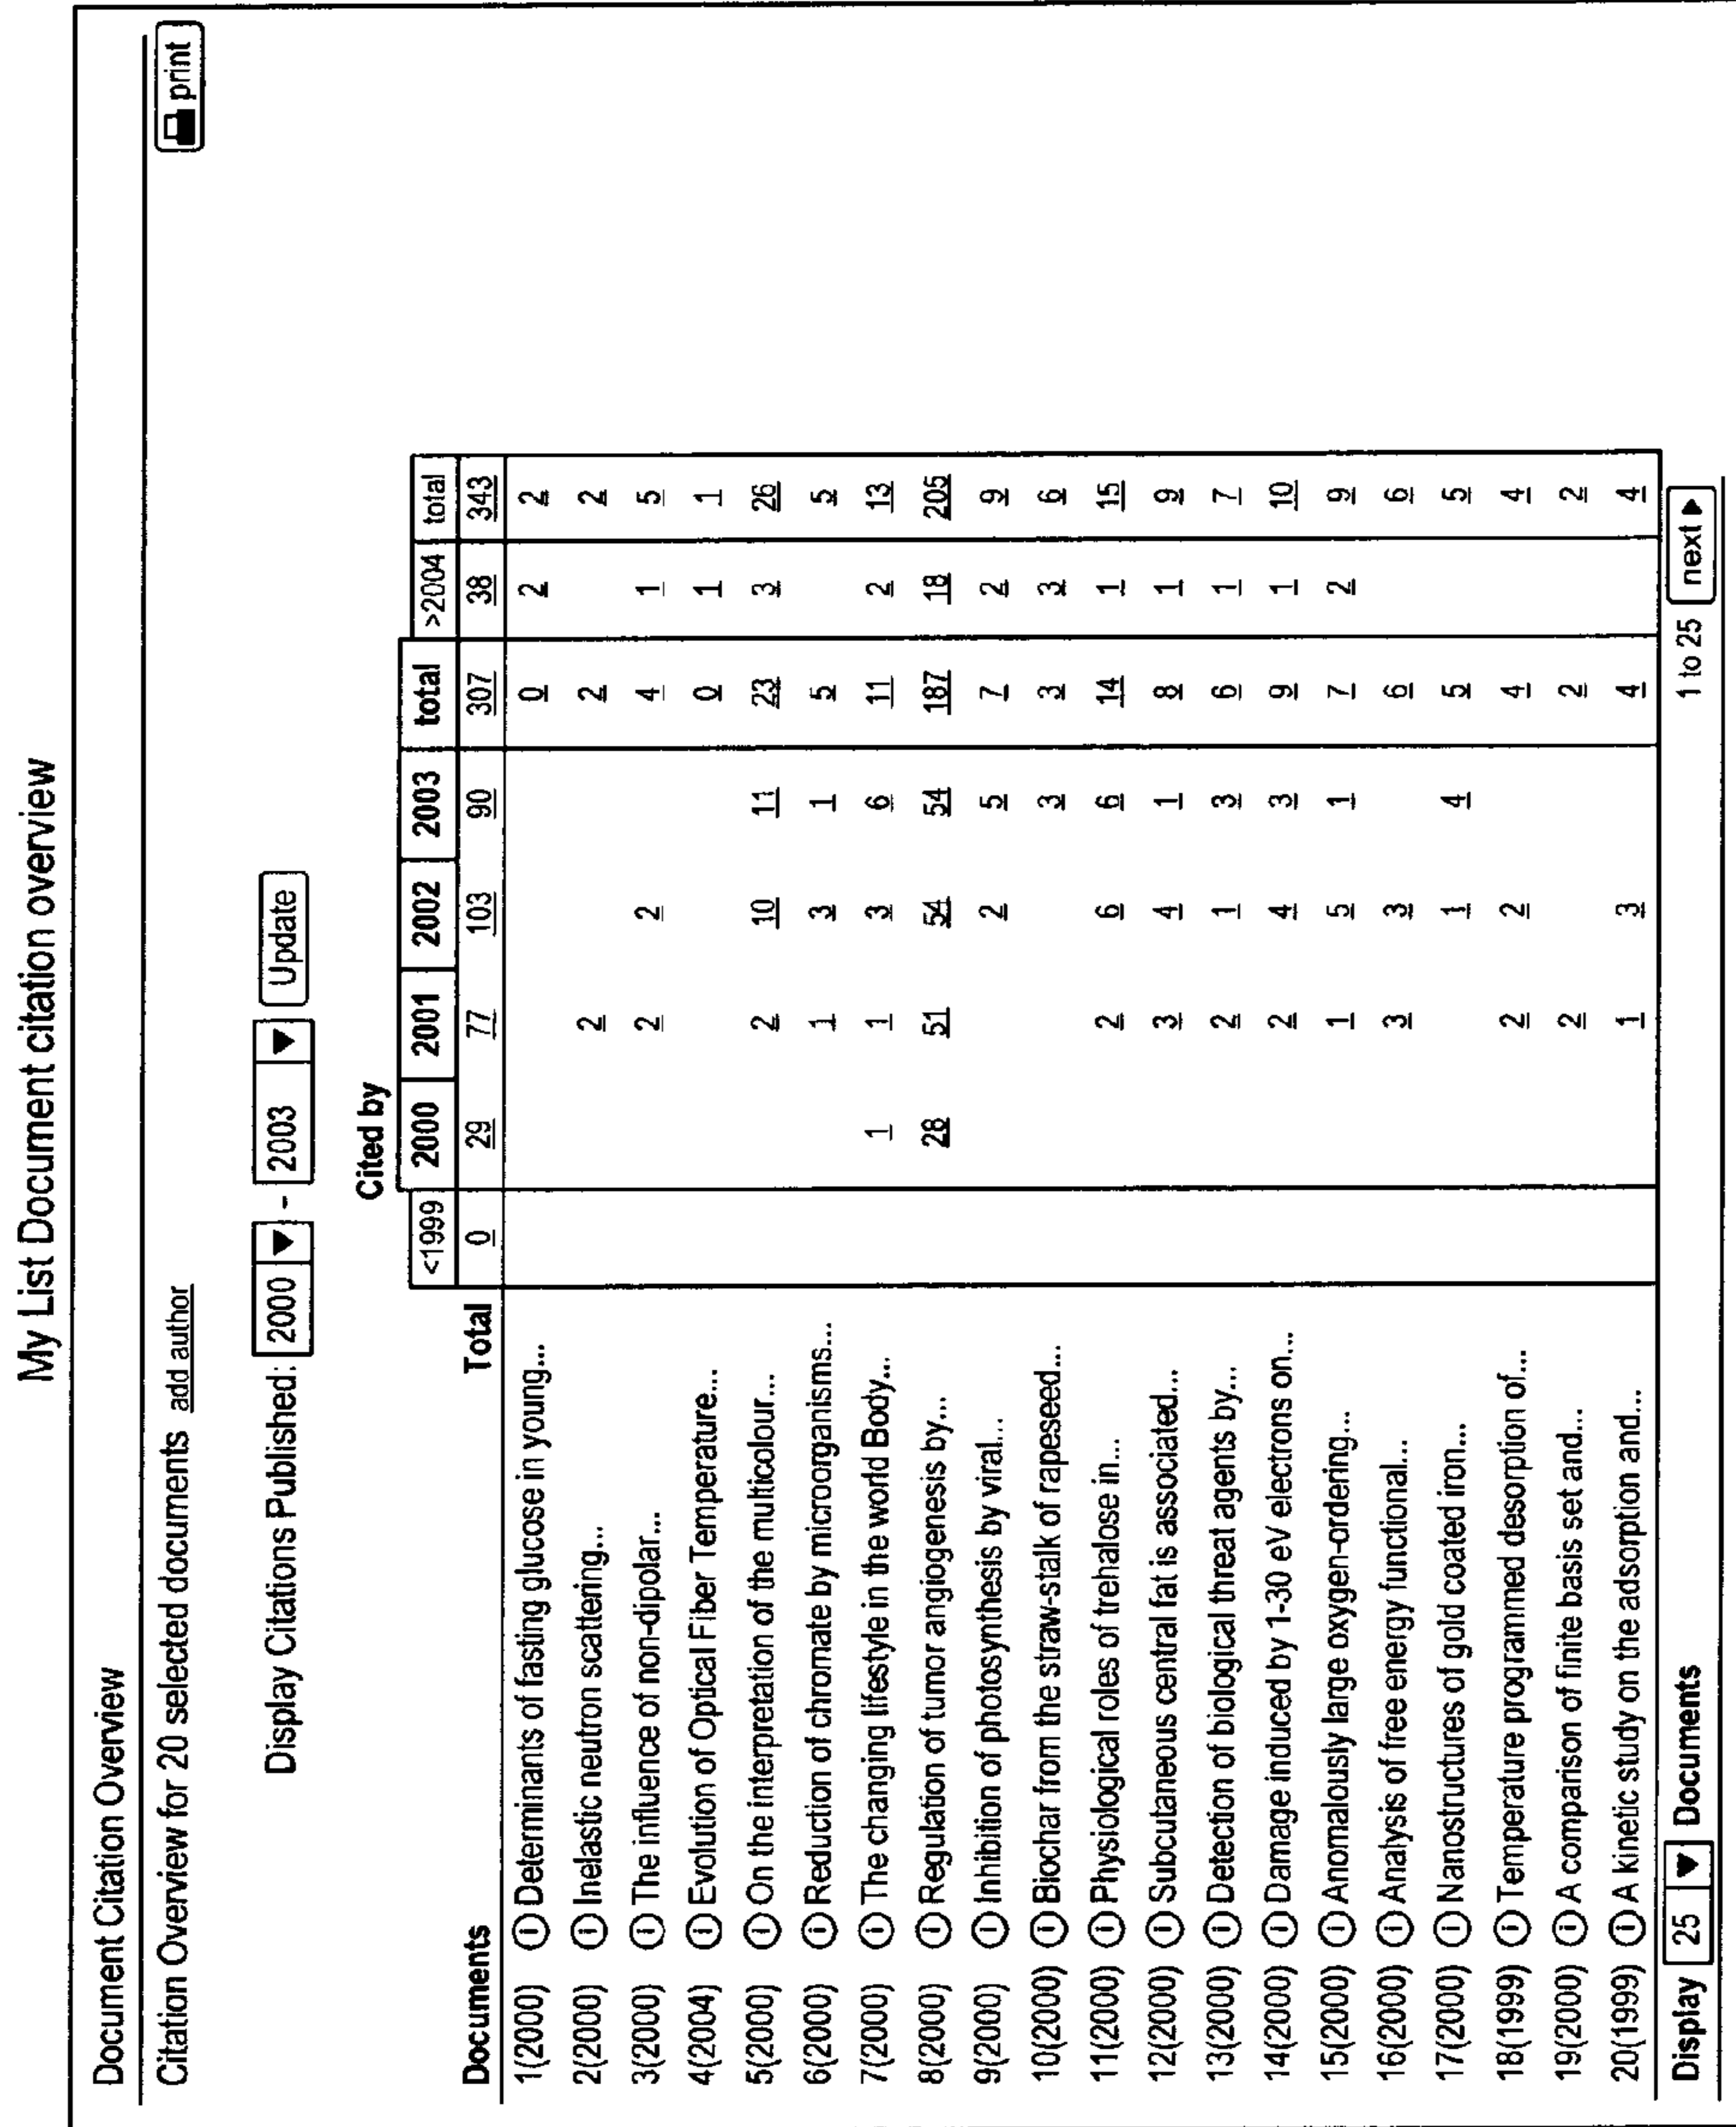 My List Document citation overview
Document Citation Overview
Citation Overview for 20 selected documents add author print
Display Citations Published: 2000 ▼ - 2003 ▼ Update
Cited by
<1999 2000 2001 2002 2003 total >2004 total
Documents Total 0 29 77 103 90 307 38 343
1(2000) i Determinants of fasting glucose in young... 0 2 2
2(2000) i Inelastic neutron scattering... 2 2 2
3(2000) i The influence of non-dipolar... 2 2 4 1 5
4(2004) i Evolution of Optical Fiber Temperature... 0 1 1
5(2000) i On the interpretation of the multicolour... 2 10 11 23 3 26
6(2000) i Reduction of chromate by microorganisms... 1 3 1 5 5
7(2000) i The changing lifestyle in the world Body... 1 1 3 6 11 2 13
8(2000) i Regulation of tumor angiogenesis by... 28 51 54 54 187 18 205
9(2000) i Inhibition of photosynthesis by viral... 2 5 7 2 9
10(2000) i Biochar from the straw-stalk of rapeseed... 3 3 3 6
11(2000) i Physiological roles of trehalose in... 2 6 6 14 1 15
12(2000) i Subcutaneous central fat is associated... 3 4 1 8 1 9
13(2000) i Detection of biological threat agents by... 2 1 3 6 1 7
14(2000) i Damage induced by 1-30 eV electrons on... 2 4 3 9 1 10
15(2000) i Anomalously large oxygen-ordering... 1 5 1 7 2 9
16(2000) i Analysis of free energy functional... 3 3 6 6
17(2000) i Nanostructures of gold coated iron... 1 4 5 5
18(1999) i Temperature programmed desorption of... 2 2 4 4
19(2000) i A comparison of finite basis set and... 2 2 2
20(1999) i A kinetic study on the adsorption and... 1 3 4 4
Display 25 ▼ Documents 1 to 25 next ▶